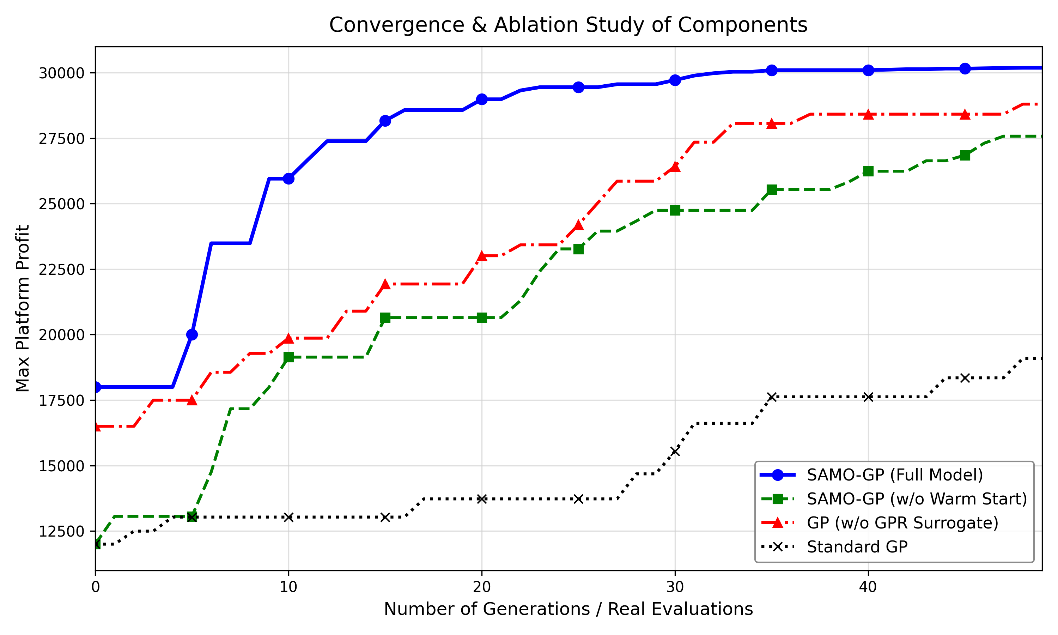 Convergence & Ablation Study of Components
Max Platform Profit
30000
27500
25000
22500
20000
17500
15000
12500
0
10
20
30
40
Number of Generations / Real Evaluations
SAMO-GP (Full Model)
SAMO-GP (w/o Warm Start)
GP (w/o GPR Surrogate)
Standard GP